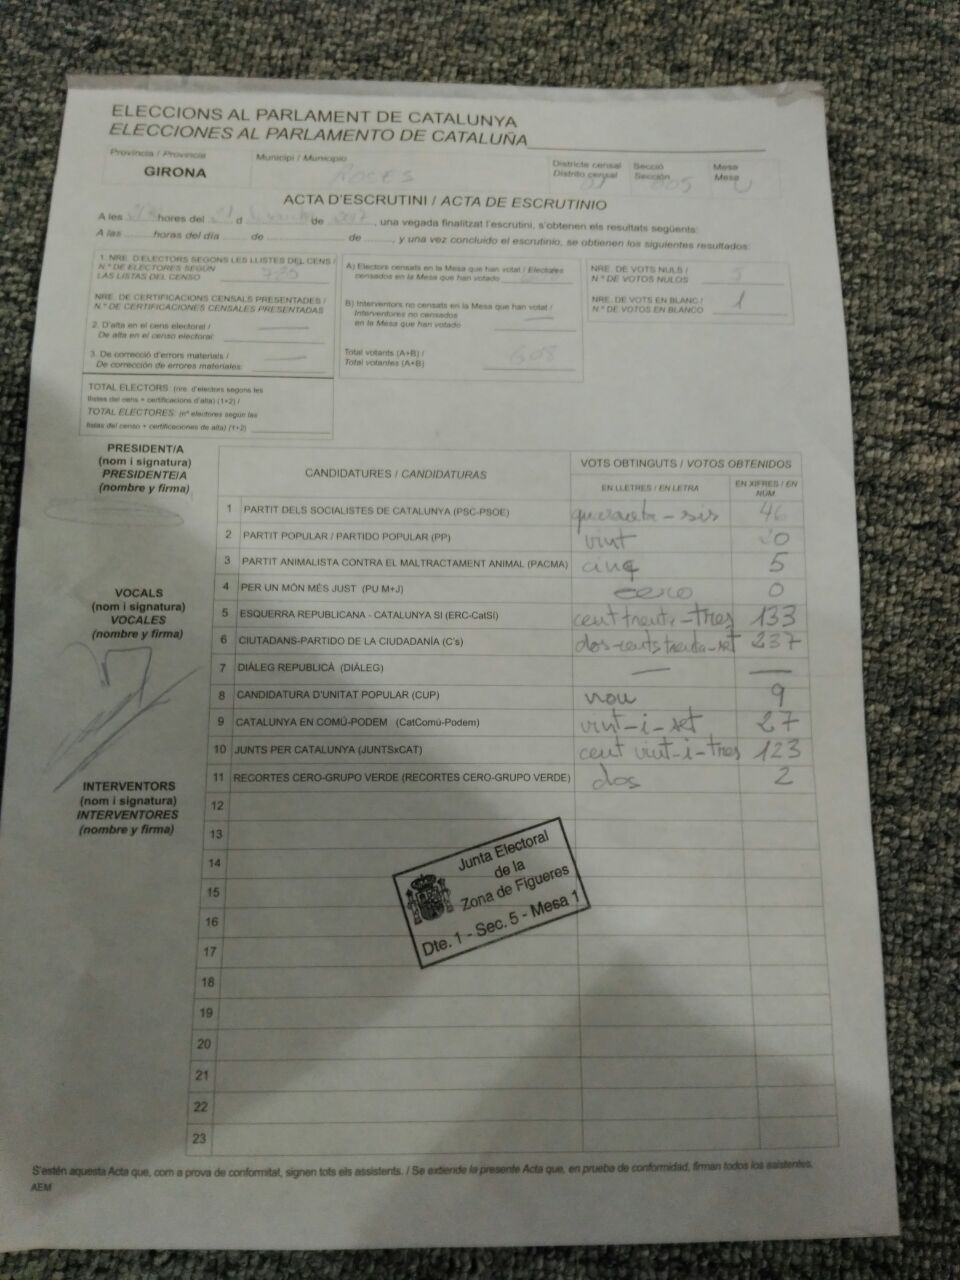 ELECCIONS AL PARLAMENT DE CATALUNYA
ELECCIONES AL PARLAMENTO DE CATALUÑA
Província / Provincia
GIRONA
Municipi / Municipio
ROSES
Districte censal
Distrito censal
01
Secció
Sección
005
Mesa
Mesa
U
ACTA D'ESCRUTINI / ACTA DE ESCRUTINIO
A les hores del 21 d de 2017, una vegada finalitzat l'escrutini, s'obtenen els resultats següents:
A las horas del día de de , y una vez concluido el escrutinio, se obtienen los siguientes resultados:
1. NRE. D'ELECTORS SEGONS LES LLISTES DEL CENS /
N.º DE ELECTORES SEGÚN
LAS LISTAS DEL CENSO
NRE. DE CERTIFICACIONS CENSALS PRESENTADES /
N.º DE CERTIFICACIONES CENSALES PRESENTADAS
2. D'alta en el cens electoral /
De alta en el censo electoral:
3. De correcció d'errors materials /
De corrección de errores materiales:
TOTAL ELECTORS: (nre. d'electors segons les
llistes del cens + certificacions d'alta) (1+2) /
TOTAL ELECTORES: (nº electores según las
listas del censo + certificaciones de alta) (1+2)
A) Electors censats en la Mesa que han votat / Electores
censados en la Mesa que han votado
B) Interventors no censats en la Mesa que han votat /
Interventores no censados
en la Mesa que han votado
Total votants (A+B) /
Total votantes (A+B)
608
NRE. DE VOTS NULS /
N.º DE VOTOS NULOS
5
NRE. DE VOTS EN BLANC /
N.º DE VOTOS EN BLANCO
1
PRESIDENT/A
(nom i signatura)
PRESIDENTE/A
(nombre y firma)
VOCALS
(nom i signatura)
VOCALES
(nombre y firma)
INTERVENTORS
(nom i signatura)
INTERVENTORES
(nombre y firma)
CANDIDATURES / CANDIDATURAS
VOTS OBTINGUTS / VOTOS OBTENIDOS
EN LLETRES / EN LETRA
EN XIFRES / EN NÚM.
1 PARTIT DELS SOCIALISTES DE CATALUNYA (PSC-PSOE) quaranta-sis 46
2 PARTIT POPULAR / PARTIDO POPULAR (PP) vint 20
3 PARTIT ANIMALISTA CONTRA EL MALTRACTAMENT ANIMAL (PACMA) cinq 5
4 PER UN MÓN MÉS JUST (PU M+J) cero 0
5 ESQUERRA REPUBLICANA - CATALUNYA SI (ERC-CatSI) cent trenta-tres 133
6 CIUTADANS-PARTIDO DE LA CIUDADANÍA (C's) dos-cents trenta-set 237
7 DIÀLEG REPUBLICÀ (DIÀLEG) — —
8 CANDIDATURA D'UNITAT POPULAR (CUP) nou 9
9 CATALUNYA EN COMÚ-PODEM (CatComú-Podem) vint-i-set 27
10 JUNTS PER CATALUNYA (JUNTSxCAT) cent vint-i-tres 123
11 RECORTES CERO-GRUPO VERDE (RECORTES CERO-GRUPO VERDE) dos 2
12
13
14
15
16
17
18
19
20
21
22
23
Junta Electoral
de la
Zona de Figueres
Dte. 1 - Sec. 5 - Mesa 1
S'estén aquesta Acta que, com a prova de conformitat, signen tots els assistents. / Se extiende la presente Acta que, en prueba de conformidad, firman todos los asistentes.
AEM